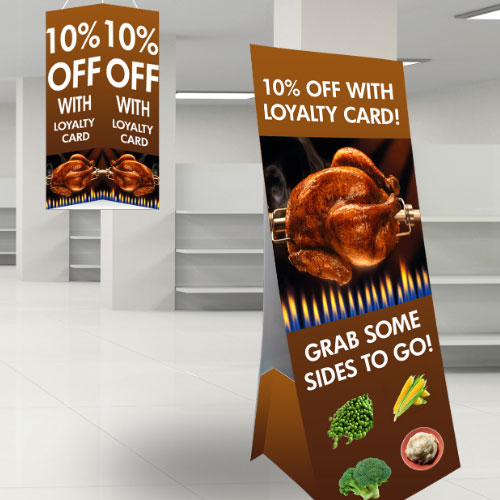 10% 10%
OFF OFF
WITH WITH
LOYALTY LOYALTY
CARD CARD
10% OFF WITH
LOYALTY CARD!
GRAB SOME
SIDES TO GO!